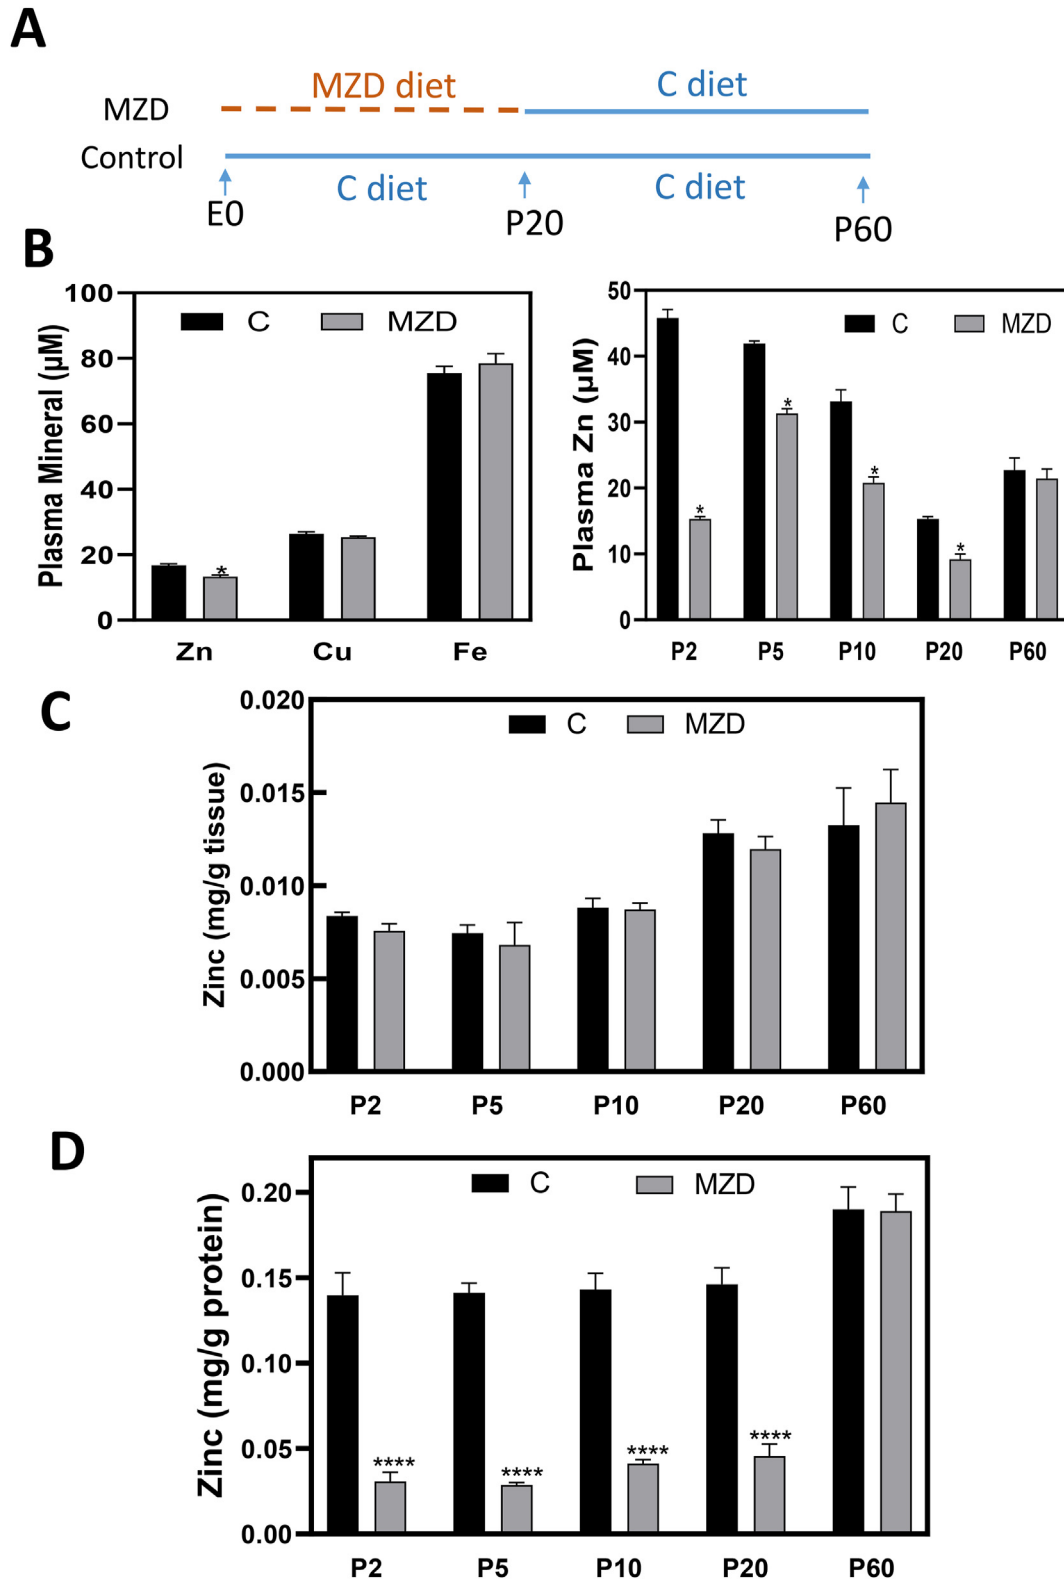 A
MZD diet
C diet
MZD
Control
C diet
C diet
E0
P20
P60
B
Plasma Mineral (µM)
100
80
60
40
20
0
C
MZD
*
Zn
Cu
Fe
Plasma Zn (µM)
50
40
30
20
10
0
C
MZD
*
*
*
*
P2
P5
P10
P20
P60
C
Zinc (mg/g tissue)
0.020
0.015
0.010
0.005
0.000
C
MZD
P2
P5
P10
P20
P60
D
Zinc (mg/g protein)
0.20
0.15
0.10
0.05
0.00
C
MZD
****
****
****
****
P2
P5
P10
P20
P60